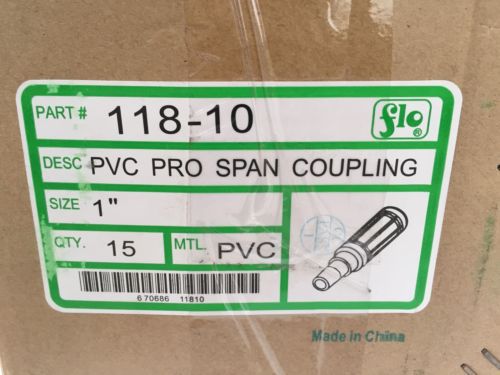 PART # 118-10 flo ®
DESC PVC PRO SPAN COUPLING
SIZE 1"
QTY. 15 MTL. PVC
6 70686 11810
Made in China